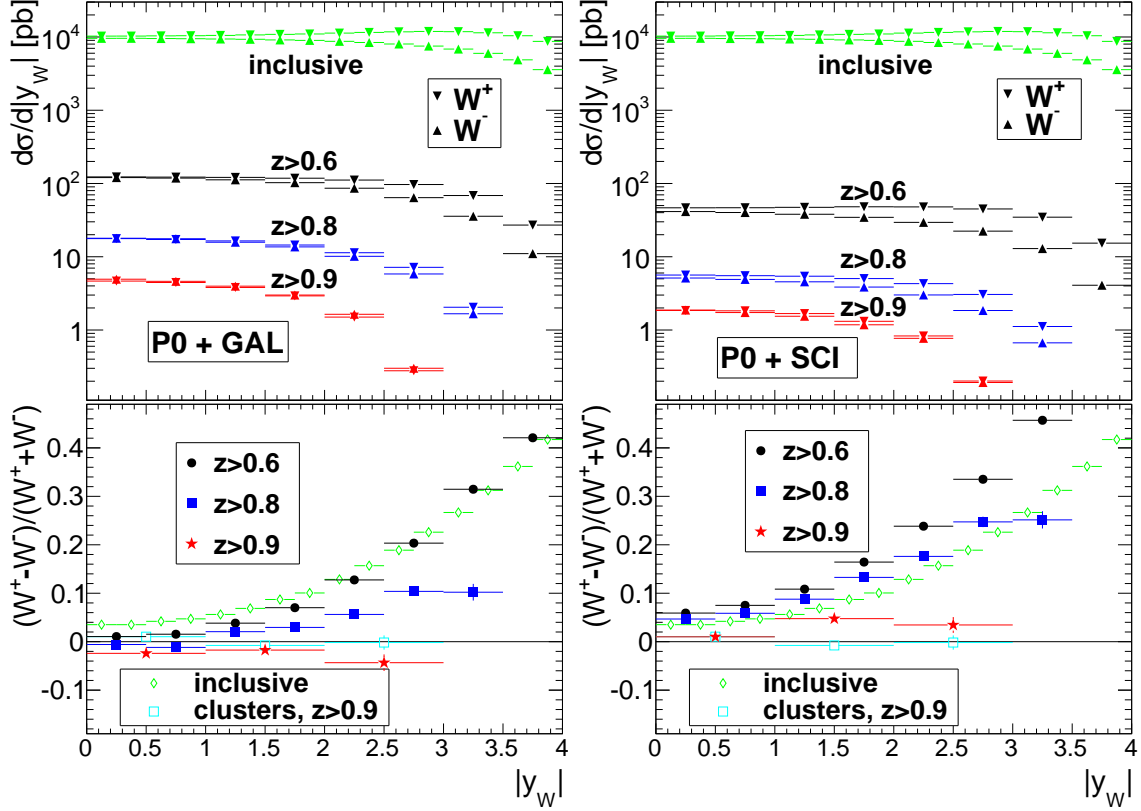 dσ/d|y_W| [pb]
10^4
10^3
10^2
10
1
inclusive
W^+
W^-
z>0.6
z>0.8
z>0.9
P0 + GAL
dσ/d|y_W| [pb]
10^4
10^3
10^2
10
1
inclusive
W^+
W^-
z>0.6
z>0.8
z>0.9
P0 + SCI
(W^+-W^-)/(W^++W^-)
0.4
0.3
0.2
0.1
0
-0.1
z>0.6
z>0.8
z>0.9
inclusive
clusters, z>0.9
0 0.5 1 1.5 2 2.5 3 3.5 4
|y_W|
(W^+-W^-)/(W^++W^-)
0.4
0.3
0.2
0.1
0
-0.1
z>0.6
z>0.8
z>0.9
inclusive
clusters, z>0.9
0 0.5 1 1.5 2 2.5 3 3.5 4
|y_W|